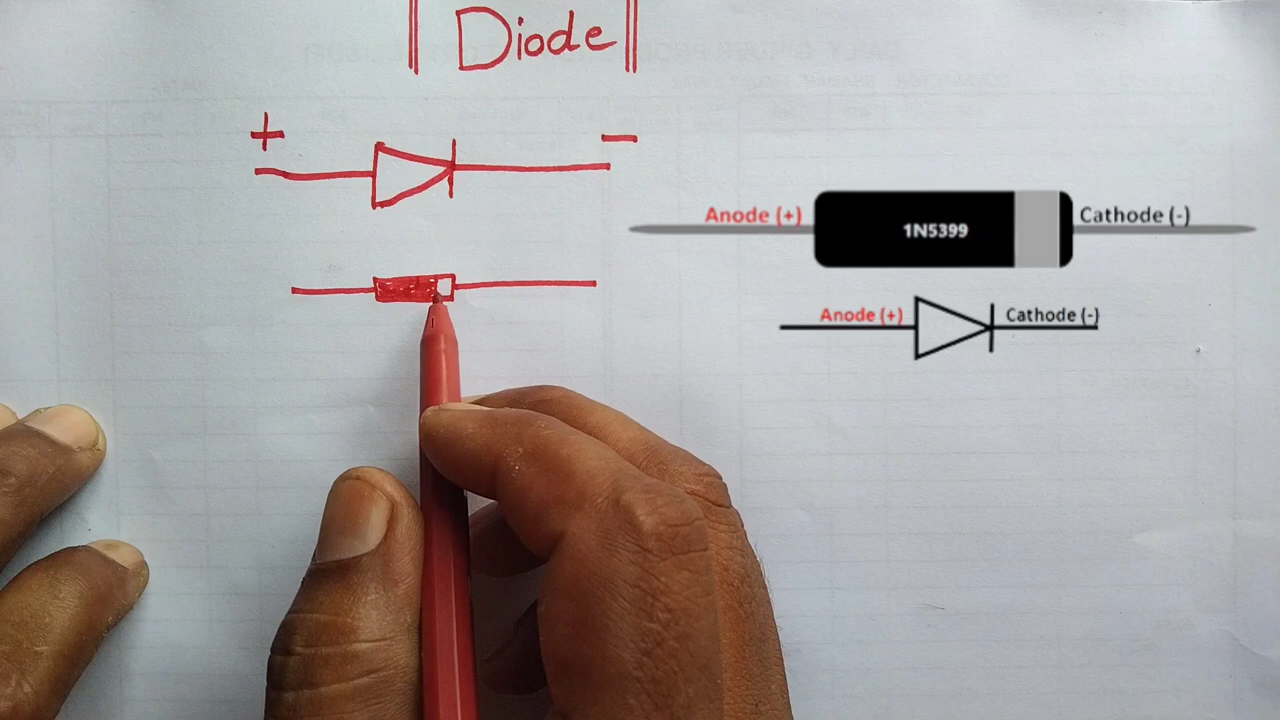 Diode
+ -
Anode (+) 1N5399 Cathode (-)
Anode (+) Cathode (-)